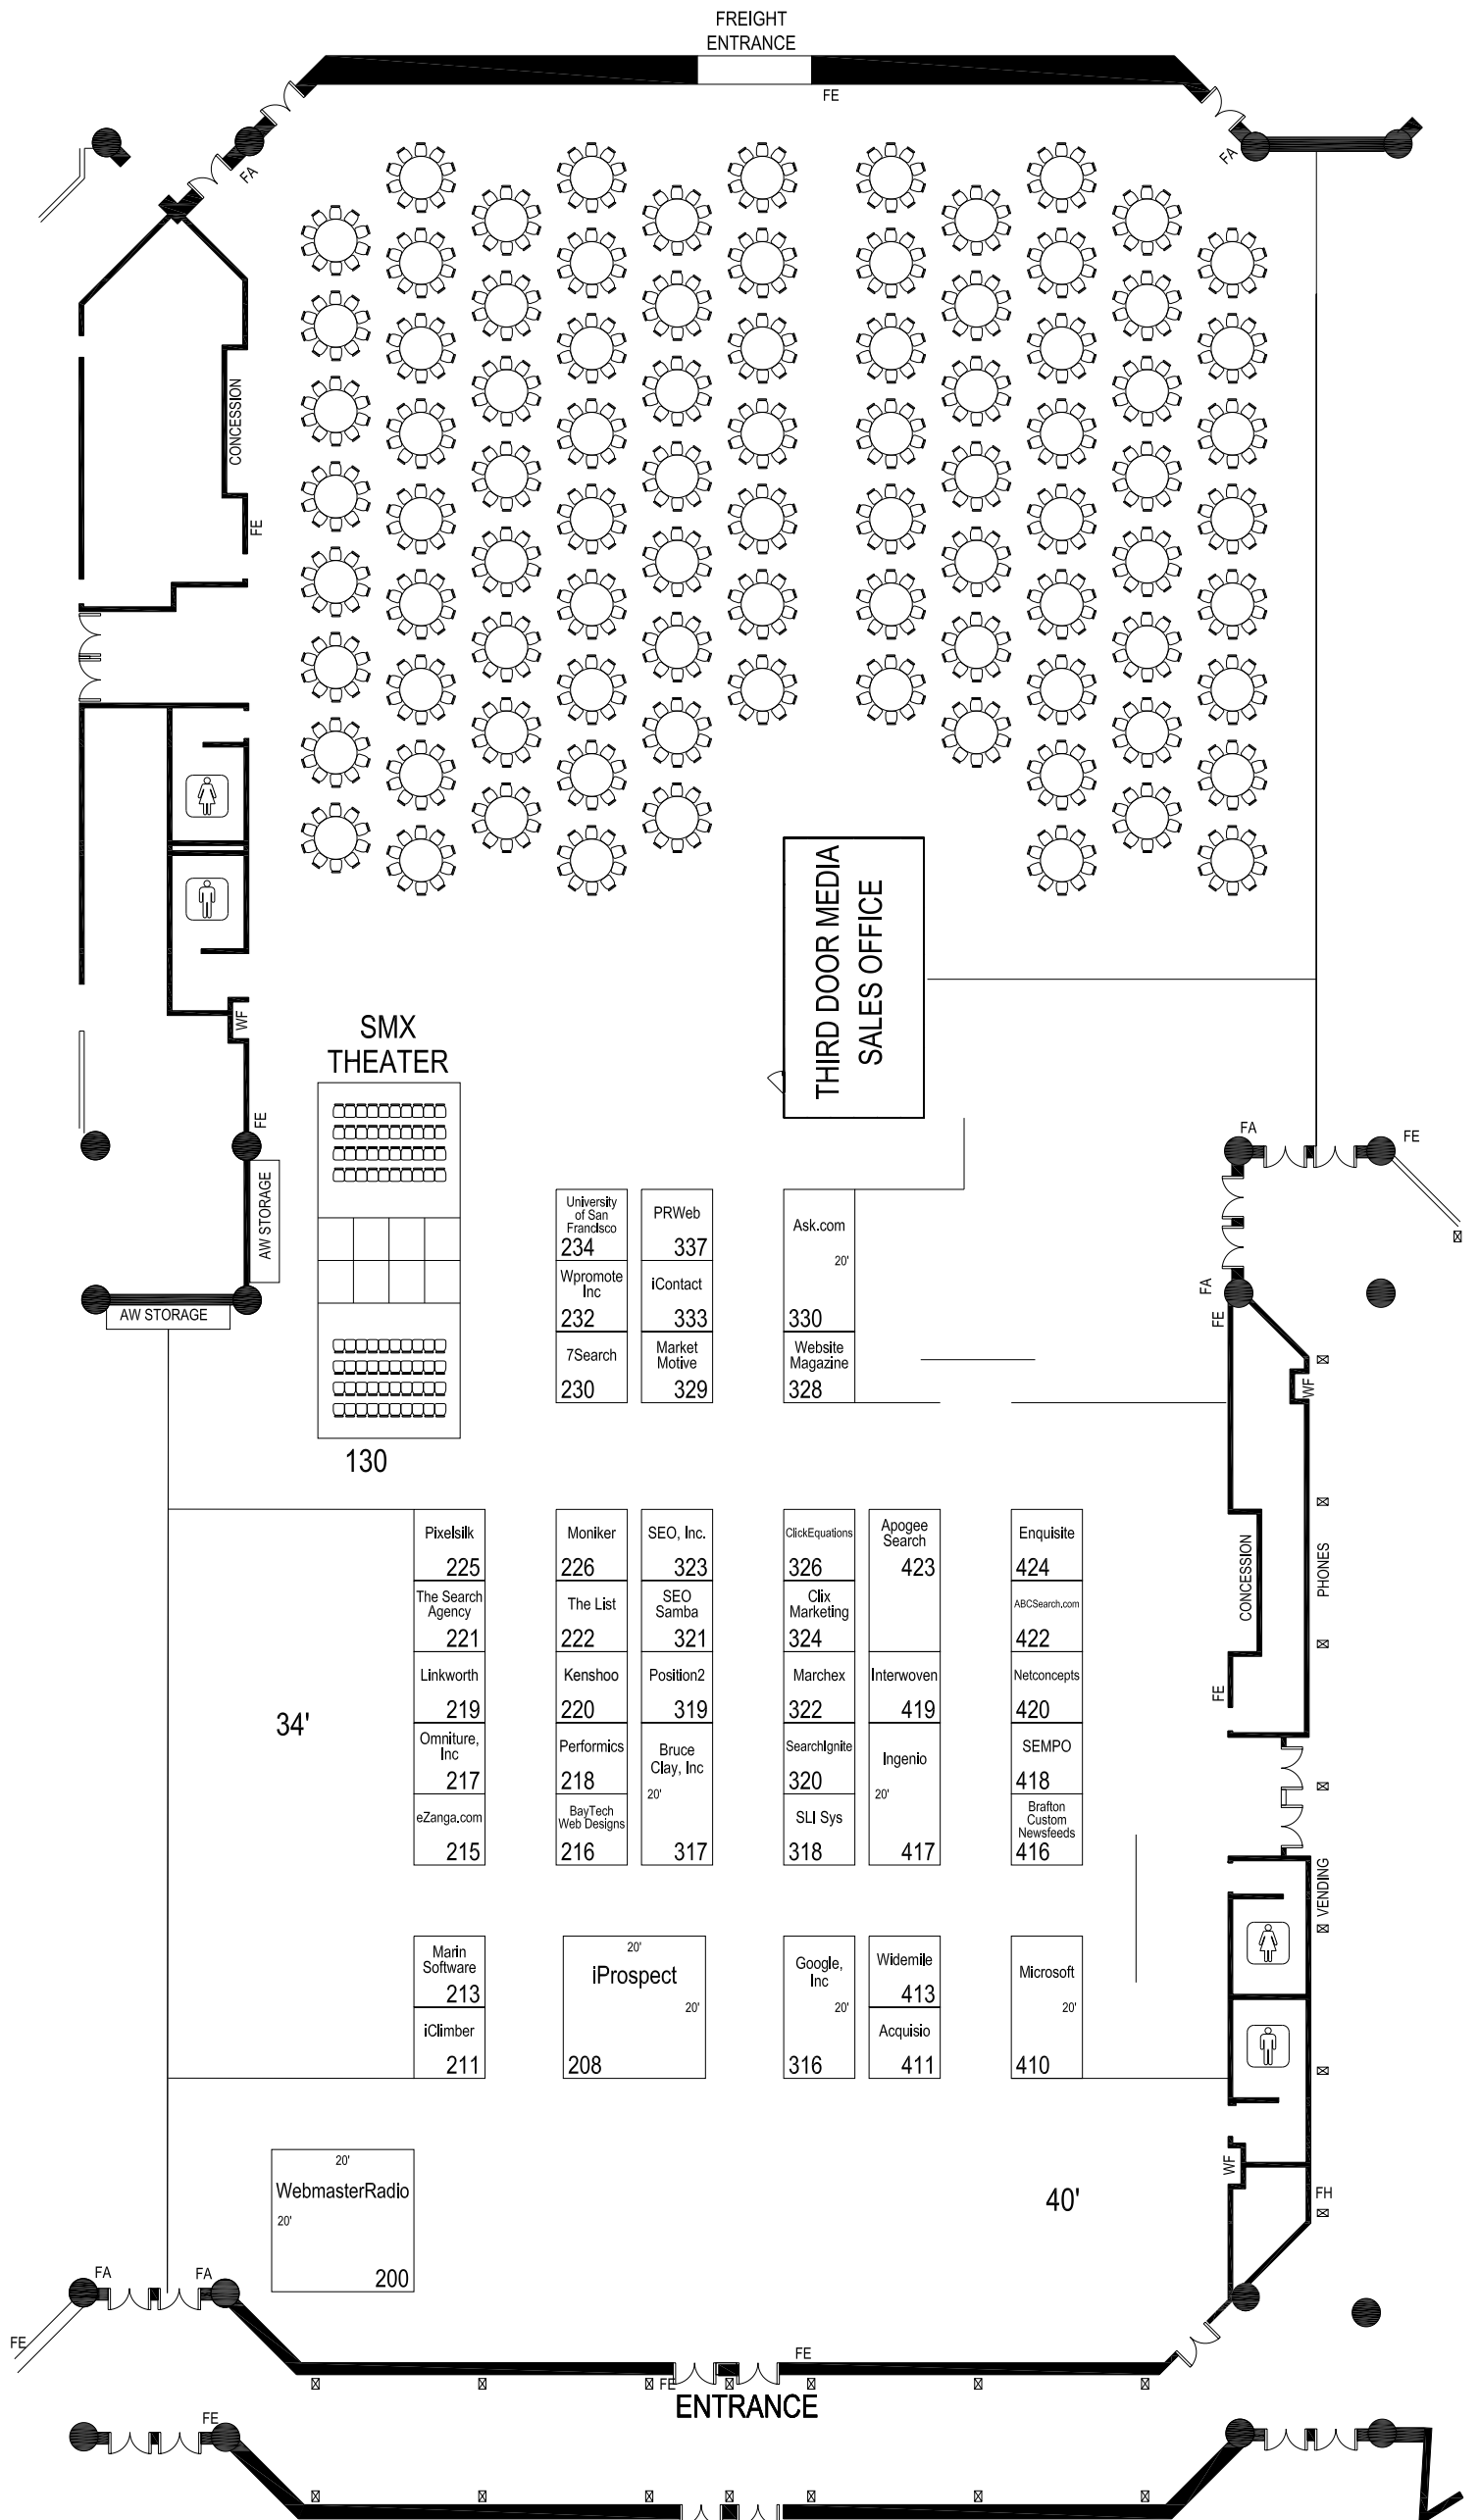 FREIGHT
ENTRANCE
FE
FA
FA
CONCESSION
FE
THIRD DOOR MEDIA
SALES OFFICE
WF
SMX
THEATER
FE
AW STORAGE
AW STORAGE
130
FA
FE
FA
FE
WF
University
of San
Francisco
234
PRWeb
337
Ask.com
20'
330
Wpromote
Inc
232
iContact
333
7Search
230
Market
Motive
329
Website
Magazine
328
Pixelsilk
225
Moniker
226
SEO, Inc.
323
ClickEquations
326
Apogee
Search
423
Enquisite
424
The Search
Agency
221
The List
222
SEO
Samba
321
Clix
Marketing
324
ABCSearch.com
422
Linkworth
219
Kenshoo
220
Position2
319
Marchex
322
Interwoven
419
Netconcepts
420
Omniture,
Inc
217
Performics
218
Bruce
Clay, Inc
20'
317
SearchIgnite
320
Ingenio
20'
417
SEMPO
418
eZanga.com
215
BayTech
Web Designs
216
SLI Sys
318
Brafton
Custom
Newsfeeds
416
34'
CONCESSION
PHONES
FE
VENDING
Marin
Software
213
20'
iProspect
20'
208
Google,
Inc
20'
316
Widemile
413
Microsoft
20'
410
iClimber
211
Acquisio
411
WF
FH
20'
WebmasterRadio
20'
200
40'
FA
FA
FE
FE
FE
ENTRANCE
FE